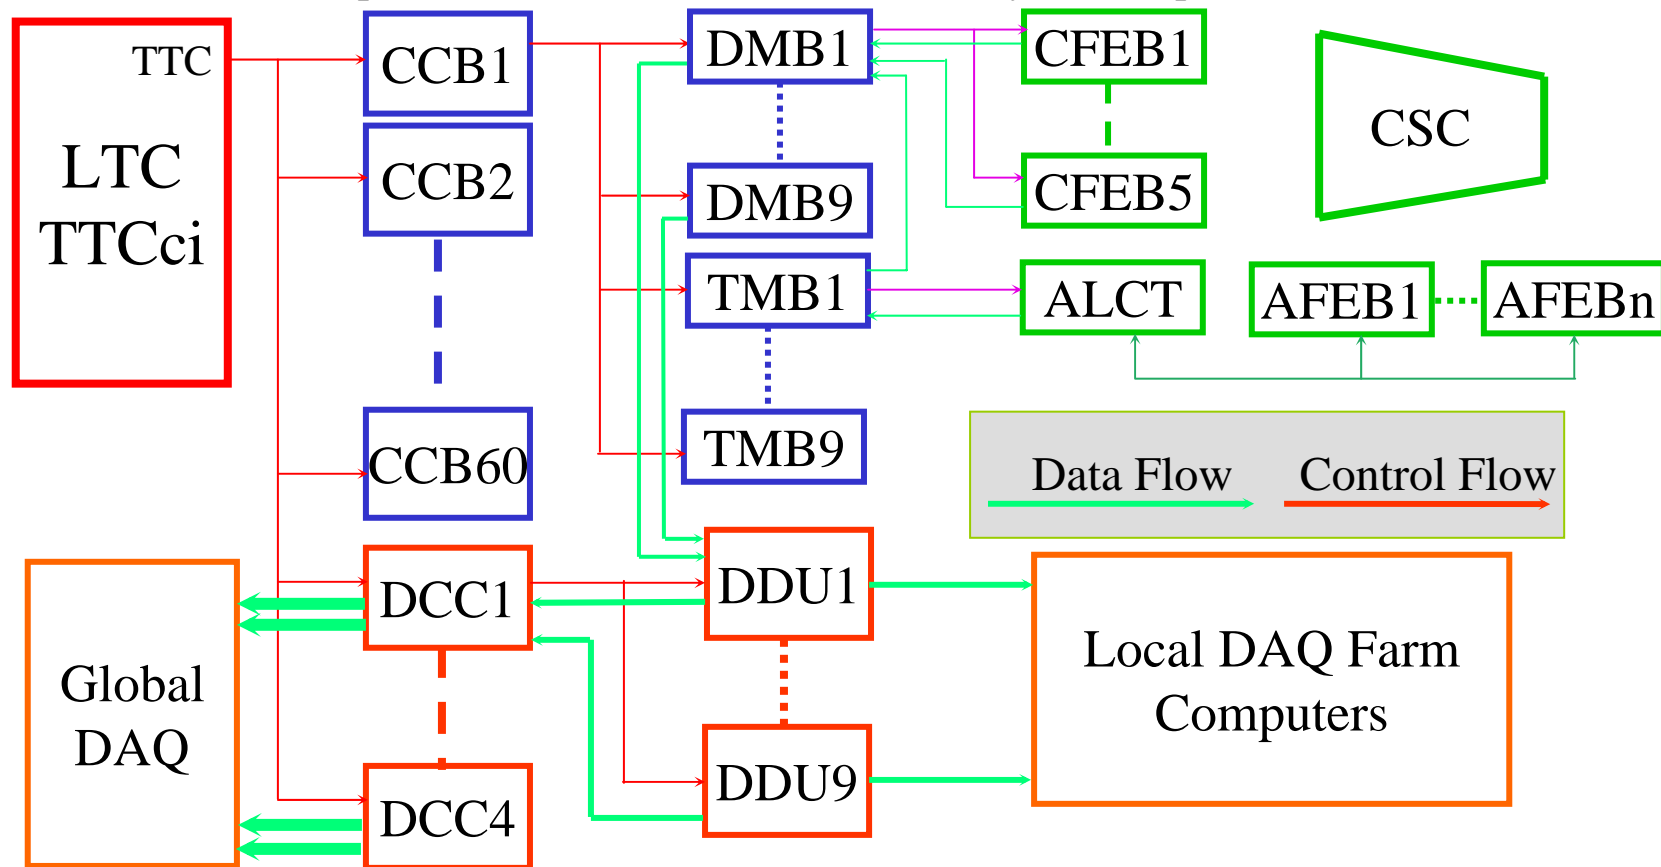 TTC
LTC
TTCci
CCB1
CCB2
CCB60
DMB1
DMB9
TMB1
TMB9
CFEB1
CFEB5
ALCT
CSC
AFEB1
AFEBn
Data Flow
Control Flow
Global
DAQ
DCC1
DCC4
DDU1
DDU9
Local DAQ Farm
Computers